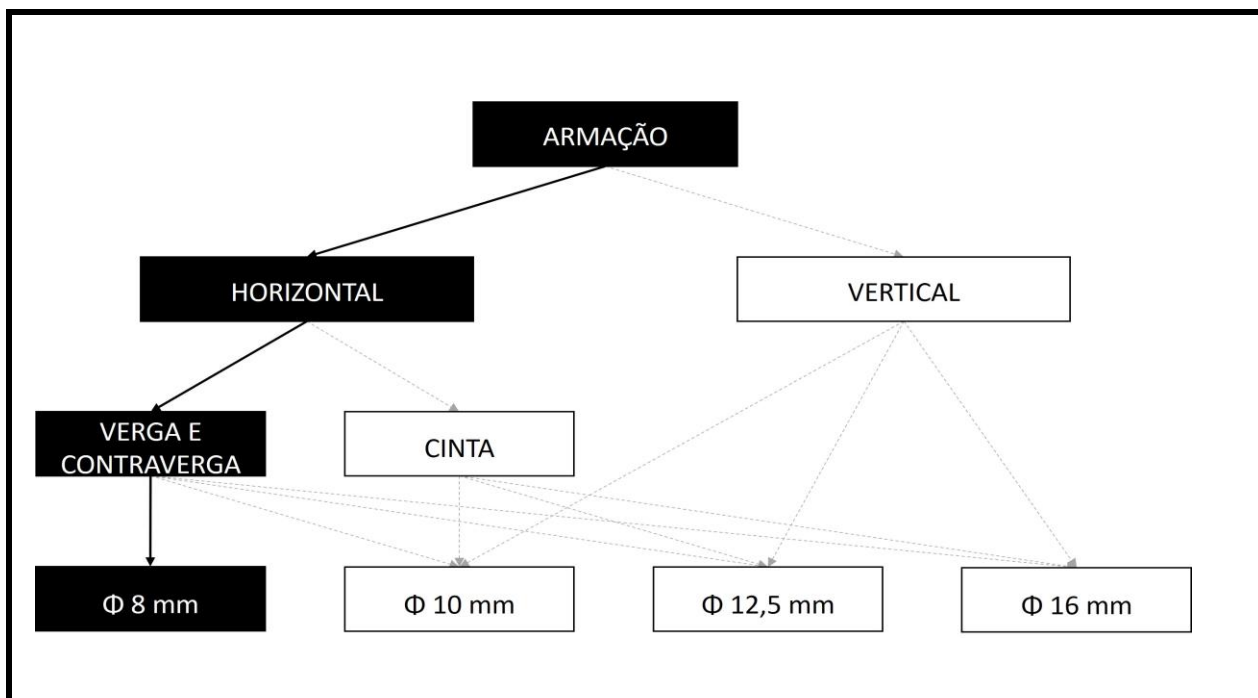 ARMAÇÃO
HORIZONTAL
VERTICAL
VERGA E
CONTRAVERGA
CINTA
Φ 8 mm
Φ 10 mm
Φ 12,5 mm
Φ 16 mm